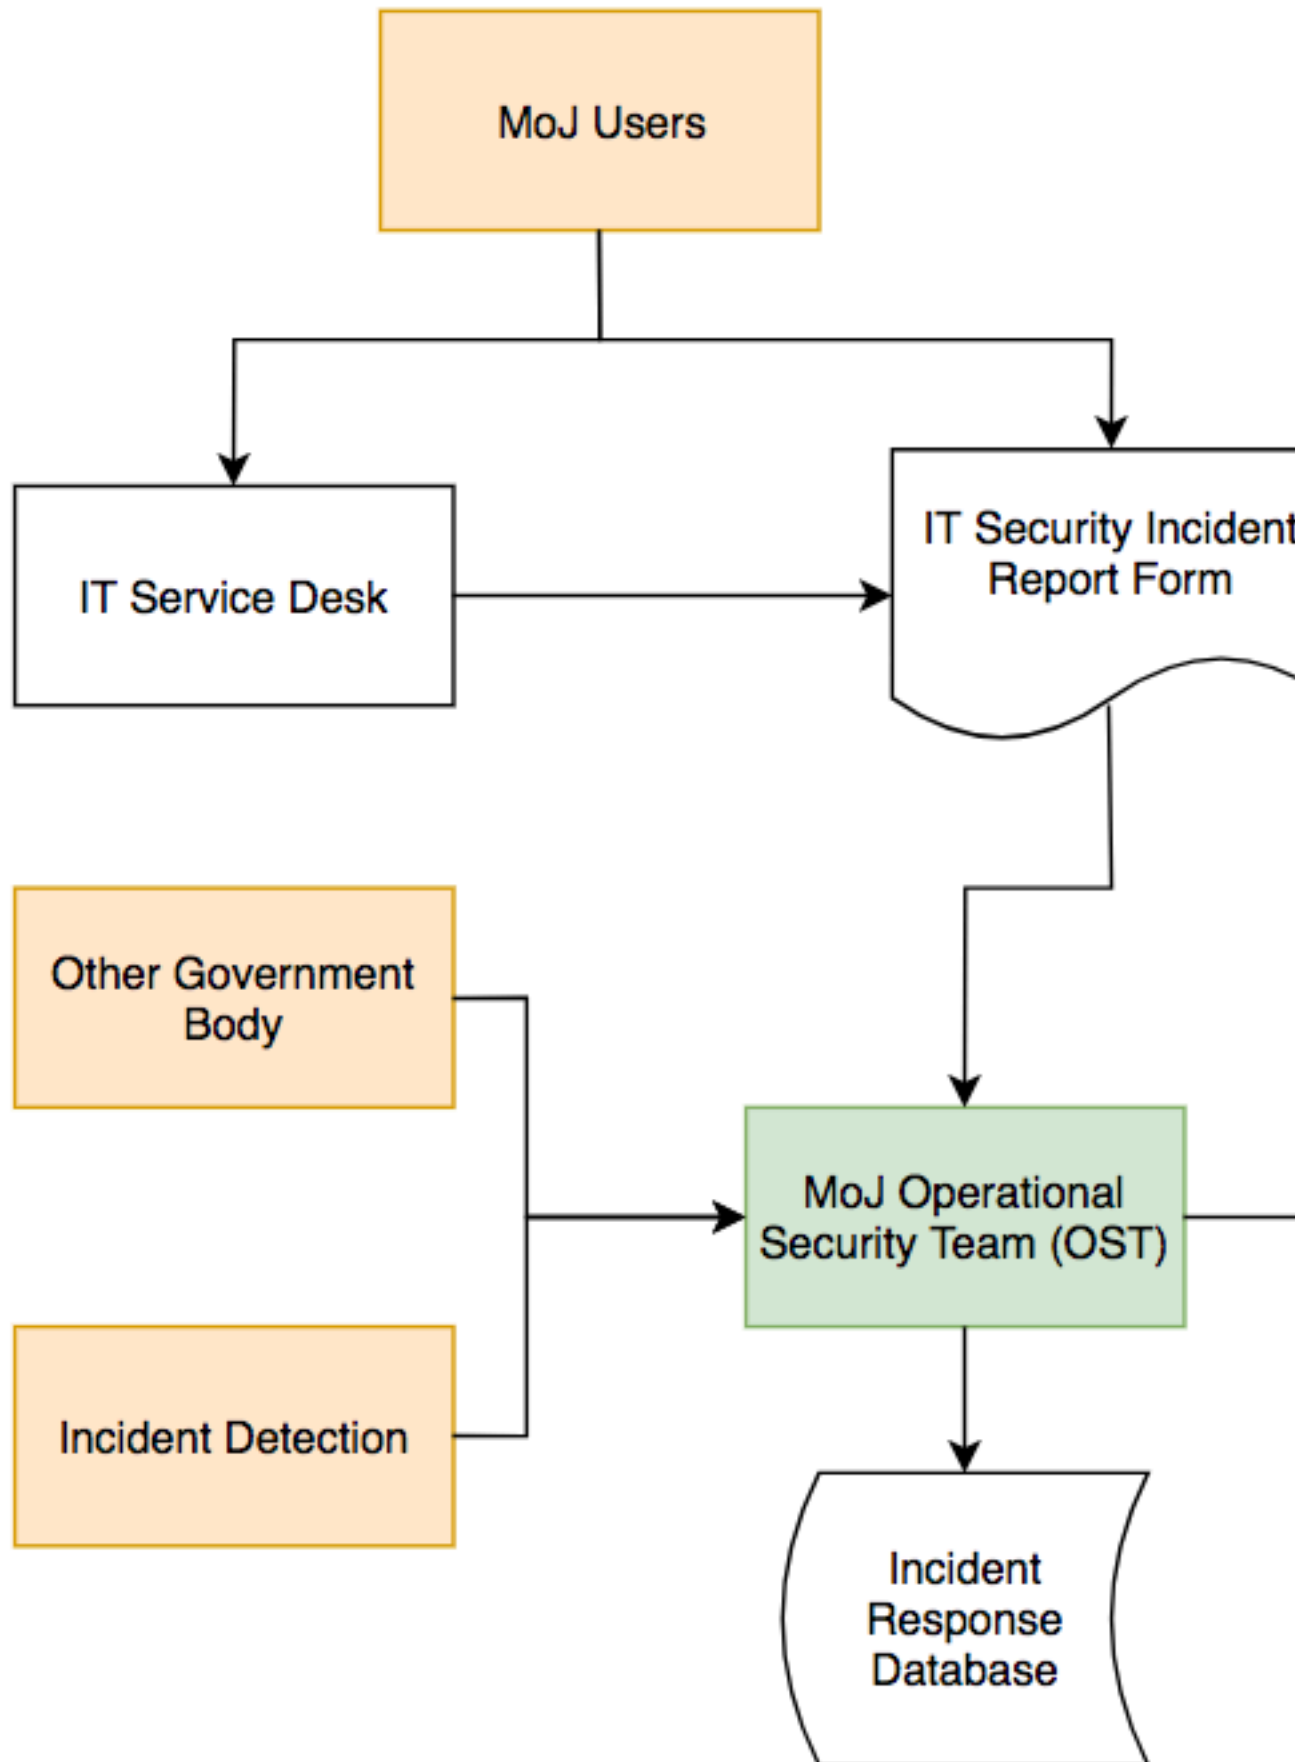 MoJ Users
IT Security Incident
Report Form
IT Service Desk
Other Government
Body
MoJ Operational
Security Team (OST)
Incident Detection
Incident
Response
Database